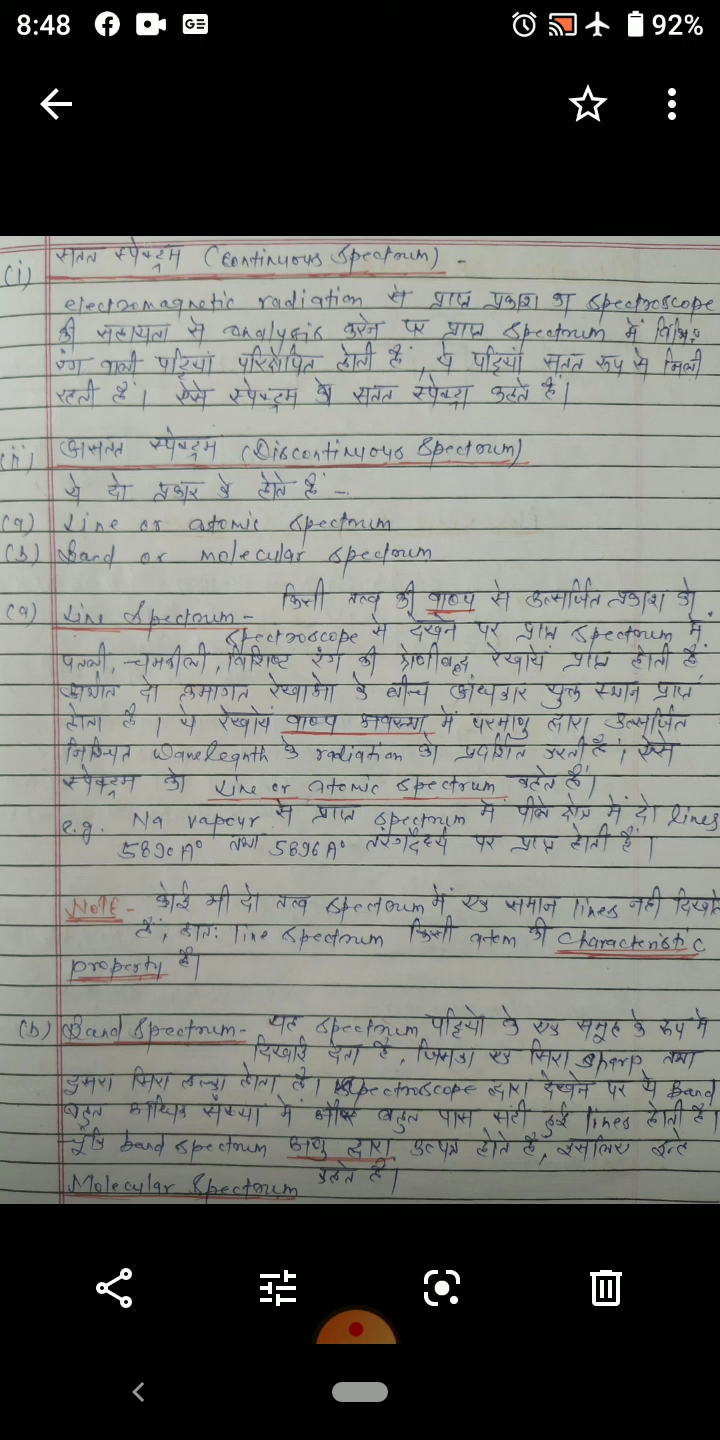 8:48
92%
(i) सतत स्पेक्ट्रम (Continuous Spectrum) -
electromagnetic radiation से प्राप्त प्रकाश का spectroscope
की सहायता से analysis करने पर प्राप्त spectrum में विभिन्न
रंग वाली पट्टियां परिलक्षित होती हैं, ये पट्टियां सतत रूप से मिली
रहती हैं। ऐसे स्पेक्ट्रम को सतत स्पेक्ट्रा कहते हैं।
(ii) असतत स्पेक्ट्रम (Discontinuous Spectrum)
ये दो प्रकार के होते हैं -
(a) Line or atomic spectrum
(b) Band or molecular spectrum
(a) Line Spectrum - किसी तत्व की वाष्प से उत्सर्जित प्रकाश को
spectroscope से देखने पर प्राप्त spectrum में
पतली, चमकीली, विशिष्ट रंग की श्रेणीबद्ध रेखायें प्राप्त होती हैं
अर्थात दो क्रमागत रेखाओं के बीच अंधकार युक्त स्थान प्राप्त
होता है। ये रेखायें वाष्प अवस्था में परमाणु द्वारा उत्सर्जित
निश्चित Wavelegnth के radiation को प्रदर्शित करती हैं, ऐसे
स्पेक्ट्रम को Line or atomic spectrum कहते हैं।
e.g. Na vapour से प्राप्त spectrum में पीले क्षेत्र में दो lines
5890A° तथा 5896A° तरंगदैर्ध्य पर प्राप्त होती हैं।
Note - कोई भी दो तत्व spectrum में एक समान lines नही दिखाते
हैं, अतः line spectrum किसी atom की characteristic
property है।
(b) Band Spectrum - यह spectrum पट्टियों के एक समूह के रूप में
दिखाई देता है, जिसका एक सिरा sharp तथा
दूसरा सिरा हल्का होता है। spectroscope द्वारा देखने पर ये Band
बहुत अधिक संख्या में और बहुत पास सटी हुई lines होती हैं।
चूंकि band spectrum अणु द्वारा उत्पन्न होते हैं, इसलिए इन्हे
Molecular Spectrum कहते हैं।